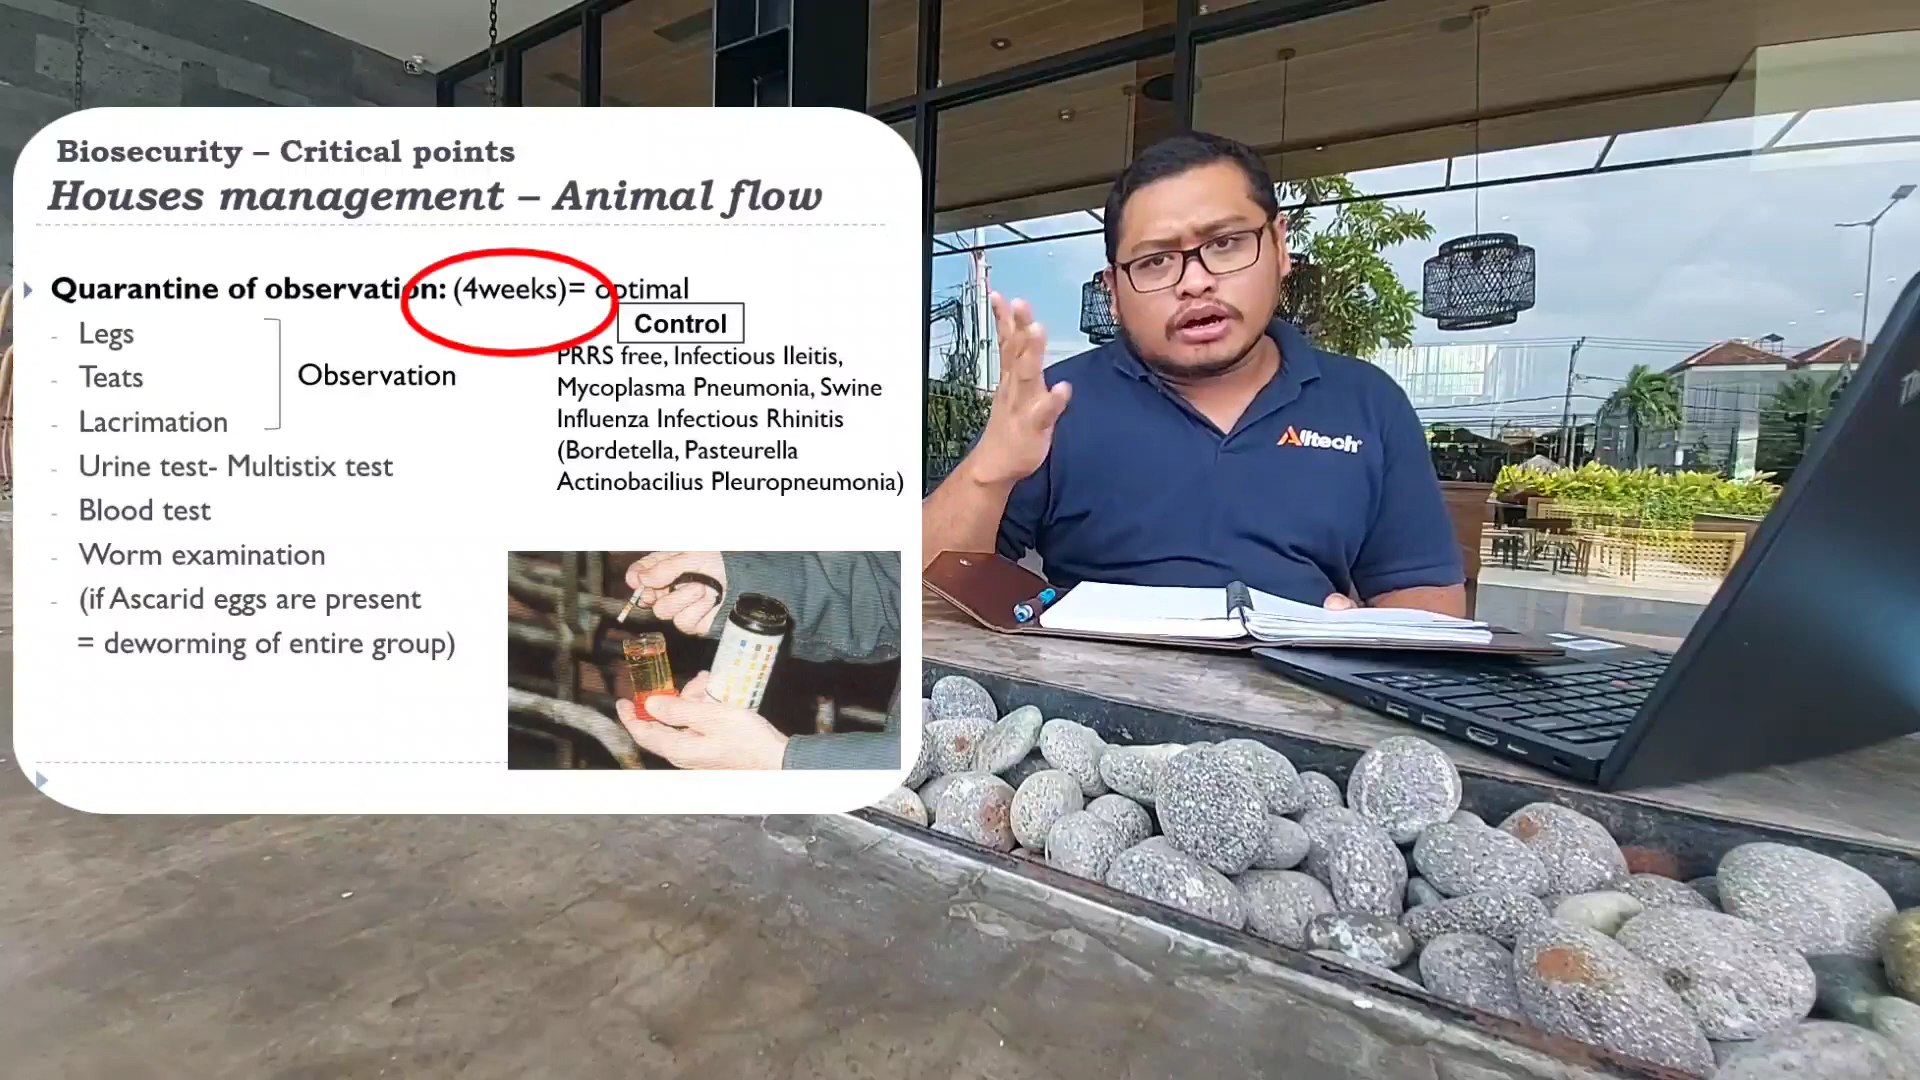 Biosecurity – Critical points
Houses management – Animal flow
Quarantine of observation: (4weeks)= optimal
- Legs
- Teats
- Lacrimation
Observation
- Urine test- Multistix test
- Blood test
- Worm examination
- (if Ascarid eggs are present
= deworming of entire group)
Control
PRRS free, Infectious Ileitis,
Mycoplasma Pneumonia, Swine
Influenza Infectious Rhinitis
(Bordetella, Pasteurella
Actinobacilius Pleuropneumonia)
Alltech